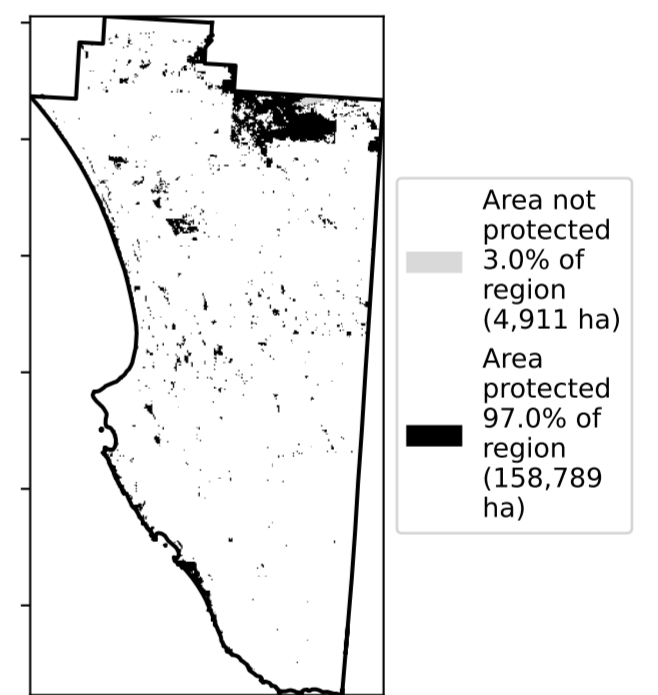 Area not
protected
3.0% of
region
(4,911 ha)
Area
protected
97.0% of
region
(158,789
ha)